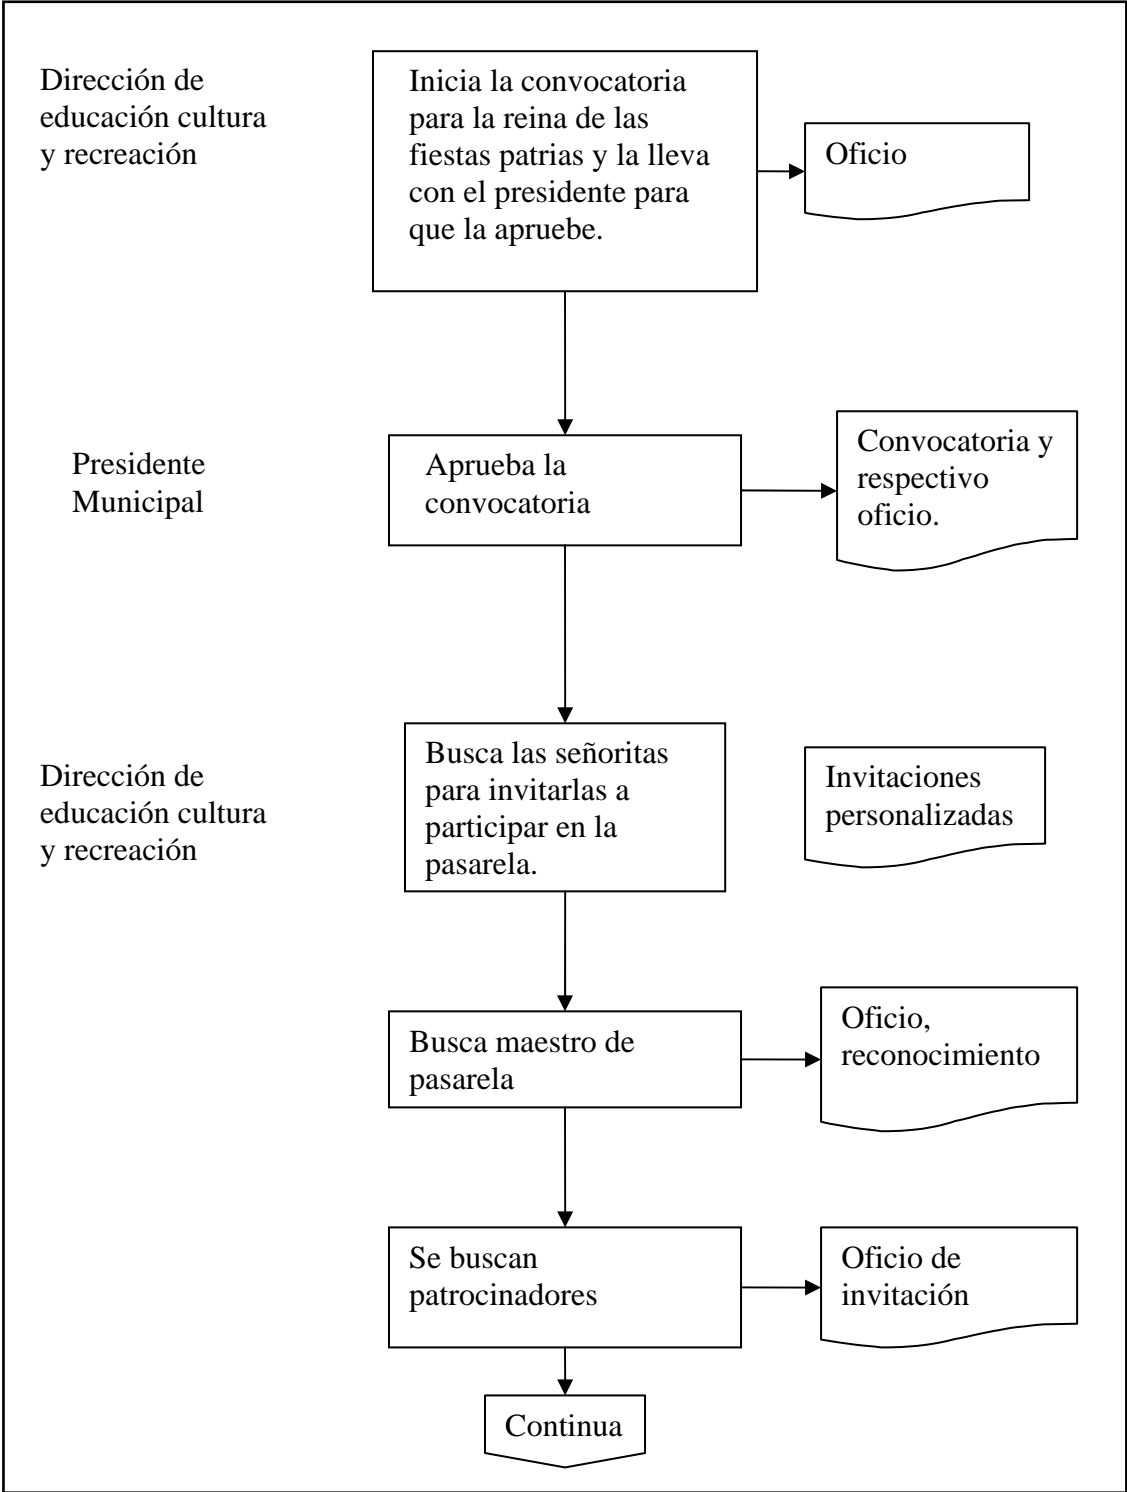 Dirección de
educación cultura
y recreación
Inicia la convocatoria
para la reina de las
fiestas patrias y la lleva
con el presidente para
que la apruebe.
Oficio
Presidente
Municipal
Aprueba la
convocatoria
Convocatoria y
respectivo
oficio.
Dirección de
educación cultura
y recreación
Busca las señoritas
para invitarlas a
participar en la
pasarela.
Invitaciones
personalizadas
Busca maestro de
pasarela
Oficio,
reconocimiento
Se buscan
patrocinadores
Oficio de
invitación
Continua